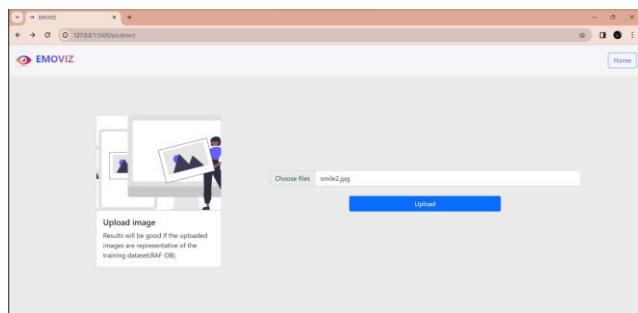 EMOVIZ
127.0.0.1:5000/picdetect
EMOVIZ
Home
Choose files smile2.jpg
Upload
Upload image
Results will be good if the uploaded
images are representative of the
training dataset(RAF-DB).